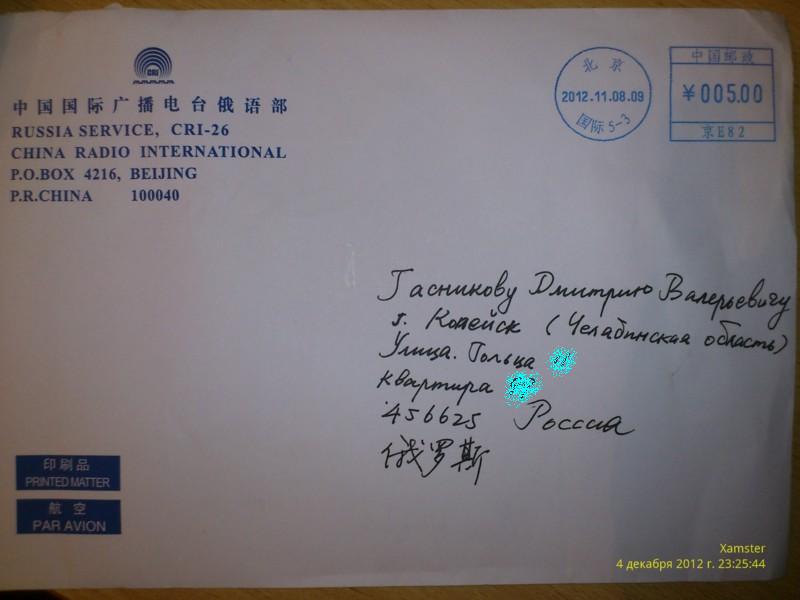 CRI
中国国际广播电台俄语部
RUSSIA SERVICE, CRI-26
CHINA RADIO INTERNATIONAL
P.O.BOX 4216, BEIJING
P.R.CHINA 100040
北京
2012.11.08.09
国际 5-3
中国邮政
¥005.00
京E82
Гасникову Дмитрию Валерьевичу
г. Копейск (Челябинская область)
Улица. Гольца
квартира
456625 Россия
俄罗斯
印刷品
PRINTED MATTER
航空
PAR AVION
Xamster
4 декабря 2012 г. 23:25:44